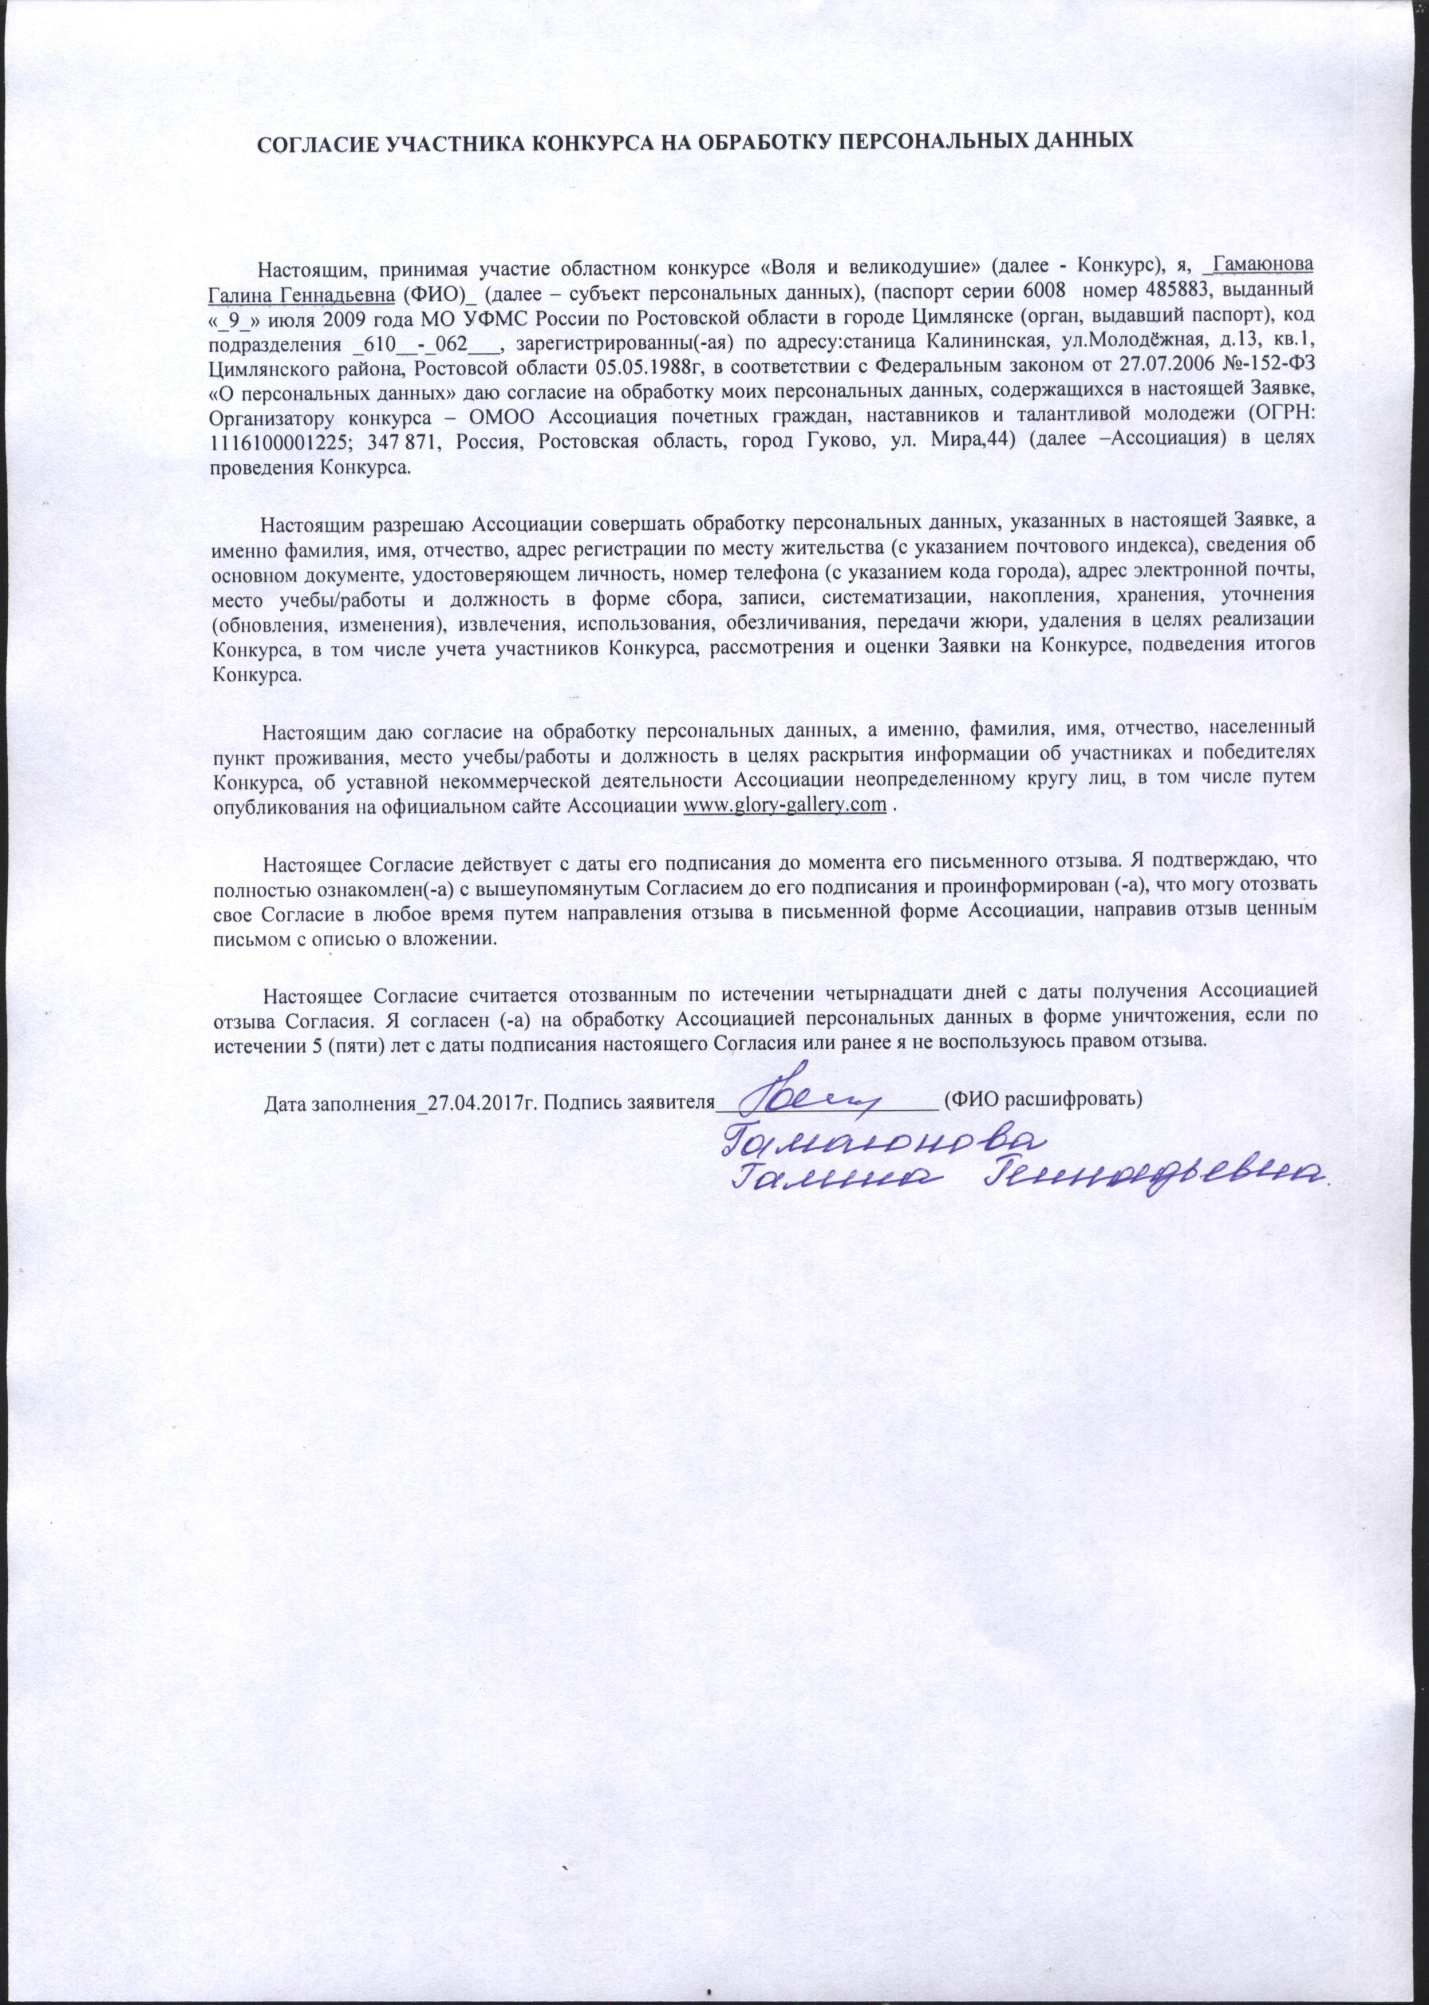 СОГЛАСИЕ УЧАСТНИКА КОНКУРСА НА ОБРАБОТКУ ПЕРСОНАЛЬНЫХ ДАННЫХ
Настоящим, принимая участие областном конкурсе «Воля и великодушие» (далее - Конкурс), я, _Гамаюнова
Галина Геннадьевна (ФИО)_ (далее – субъект персональных данных), (паспорт серии 6008 номер 485883, выданный
«_9_» июля 2009 года МО УФМС России по Ростовской области в городе Цимлянске (орган, выдавший паспорт), код
подразделения _610__-_062___, зарегистрированны(-ая) по адресу:станица Калининская, ул.Молодёжная, д.13, кв.1,
Цимлянского района, Ростовсой области 05.05.1988г, в соответствии с Федеральным законом от 27.07.2006 №-152-ФЗ
«О персональных данных» даю согласие на обработку моих персональных данных, содержащихся в настоящей Заявке,
Организатору конкурса – ОМОО Ассоциация почетных граждан, наставников и талантливой молодежи (ОГРН:
1116100001225; 347 871, Россия, Ростовская область, город Гуково, ул. Мира,44) (далее –Ассоциация) в целях
проведения Конкурса.
Настоящим разрешаю Ассоциации совершать обработку персональных данных, указанных в настоящей Заявке, а
именно фамилия, имя, отчество, адрес регистрации по месту жительства (с указанием почтового индекса), сведения об
основном документе, удостоверяющем личность, номер телефона (с указанием кода города), адрес электронной почты,
место учебы/работы и должность в форме сбора, записи, систематизации, накопления, хранения, уточнения
(обновления, изменения), извлечения, использования, обезличивания, передачи жюри, удаления в целях реализации
Конкурса, в том числе учета участников Конкурса, рассмотрения и оценки Заявки на Конкурсе, подведения итогов
Конкурса.
Настоящим даю согласие на обработку персональных данных, а именно, фамилия, имя, отчество, населенный
пункт проживания, место учебы/работы и должность в целях раскрытия информации об участниках и победителях
Конкурса, об уставной некоммерческой деятельности Ассоциации неопределенному кругу лиц, в том числе путем
опубликования на официальном сайте Ассоциации www.glory-gallery.com .
Настоящее Согласие действует с даты его подписания до момента его письменного отзыва. Я подтверждаю, что
полностью ознакомлен(-а) с вышеупомянутым Согласием до его подписания и проинформирован (-а), что могу отозвать
свое Согласие в любое время путем направления отзыва в письменной форме Ассоциации, направив отзыв ценным
письмом с описью о вложении.
Настоящее Согласие считается отозванным по истечении четырнадцати дней с даты получения Ассоциацией
отзыва Согласия. Я согласен (-а) на обработку Ассоциацией персональных данных в форме уничтожения, если по
истечении 5 (пяти) лет с даты подписания настоящего Согласия или ранее я не воспользуюсь правом отзыва.
Дата заполнения_27.04.2017г. Подпись заявителя____________________ (ФИО расшифровать)
Гамаюнова
Галина Геннадьевна.